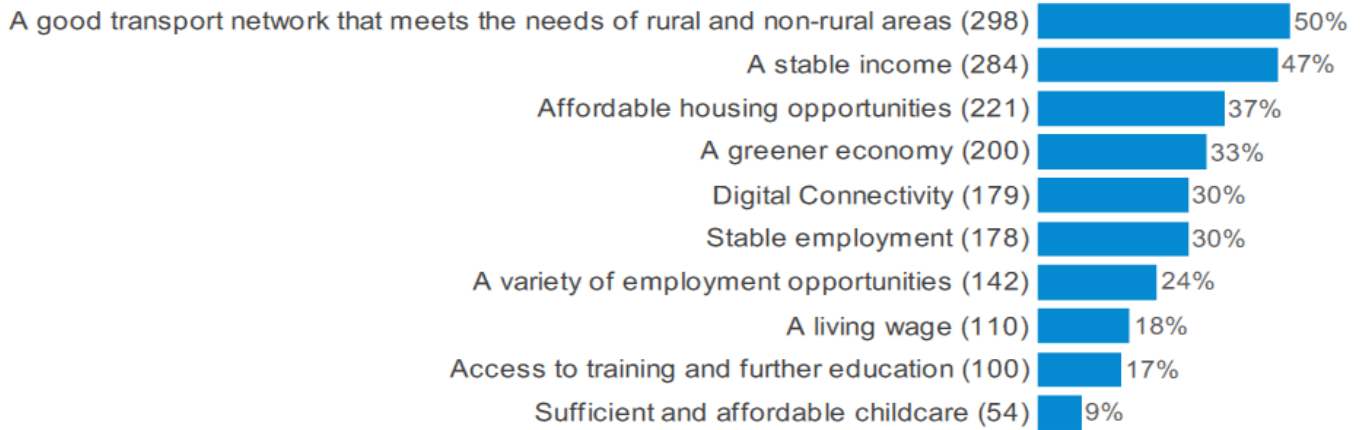 A good transport network that meets the needs of rural and non-rural areas (298) 50%
A stable income (284) 47%
Affordable housing opportunities (221) 37%
A greener economy (200) 33%
Digital Connectivity (179) 30%
Stable employment (178) 30%
A variety of employment opportunities (142) 24%
A living wage (110) 18%
Access to training and further education (100) 17%
Sufficient and affordable childcare (54) 9%